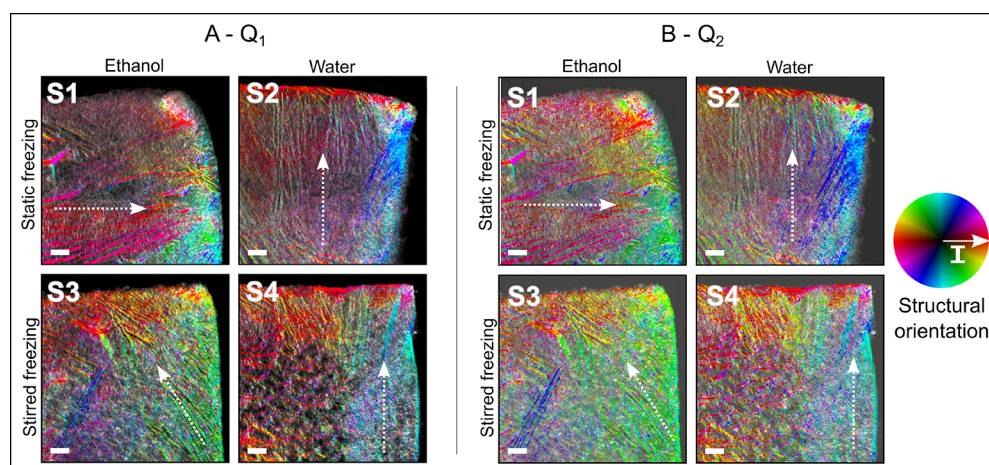 A - Q₁
B - Q₂
Ethanol
Water
Ethanol
Water
Static freezing
S1
S2
Static freezing
S1
S2
Stirred freezing
S3
S4
Stirred freezing
S3
S4
I
Structural
orientation